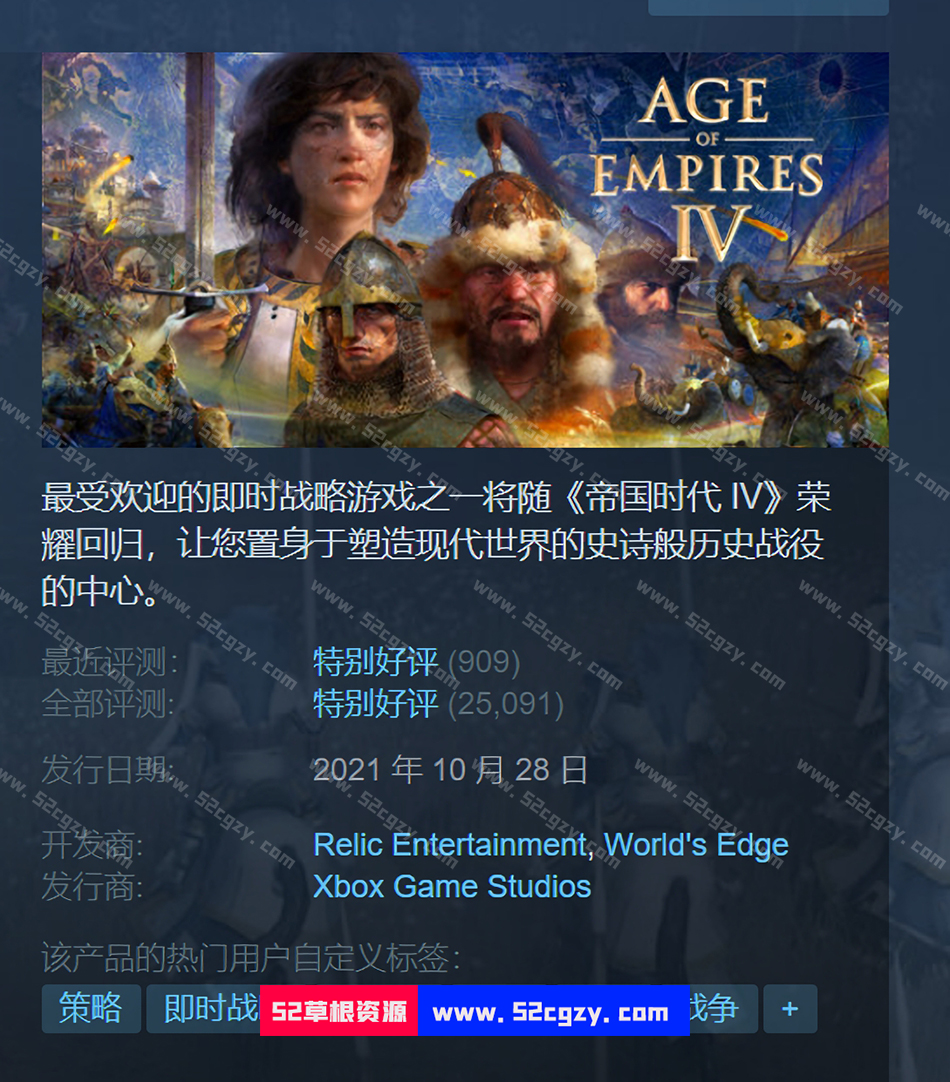 AGE
OF
EMPIRES
IV
最受欢迎的即时战略游戏之一将随《帝国时代 IV》荣
耀回归，让您置身于塑造现代世界的史诗般历史战役
的中心。
最近评测： 特别好评 (909)
全部评测： 特别好评 (25,091)
发行日期: 2021 年 10 月 28 日
开发商: Relic Entertainment, World's Edge
发行商: Xbox Game Studios
该产品的热门用户自定义标签：
策略 即时战 52草根资源 www.52cgzy.com 战争 +
www.52cgzy.com